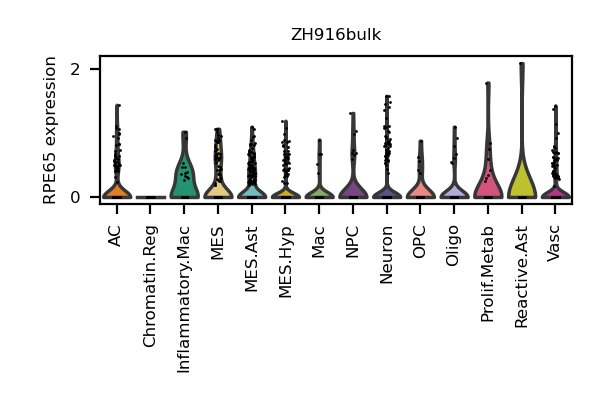 ZH916bulk
RPE65 expression
2
0
AC
Chromatin.Reg
Inflammatory.Mac
MES
MES.Ast
MES.Hyp
Mac
NPC
Neuron
OPC
Oligo
Prolif.Metab
Reactive.Ast
Vasc